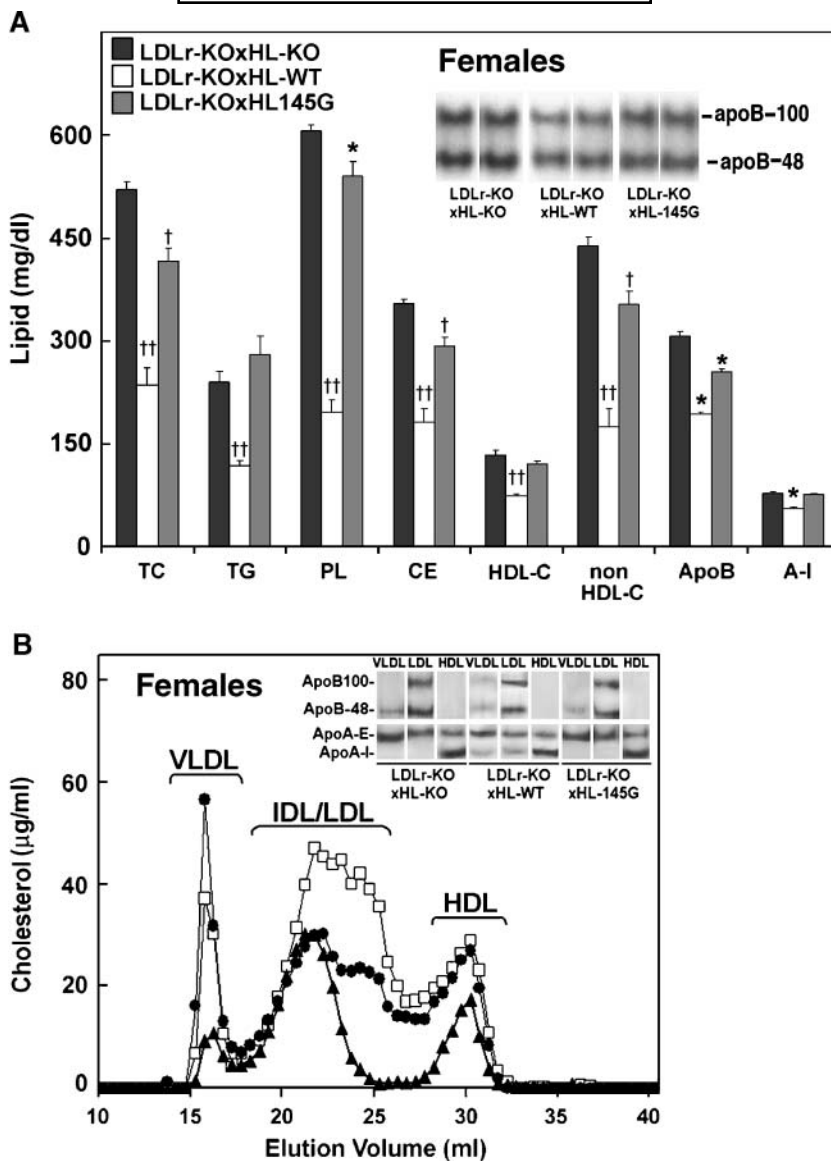 A
LDLr-KOxHL-KO
LDLr-KOxHL-WT
LDLr-KOxHL145G
Females
-apoB-100
-apoB-48
LDLr-KO LDLr-KO LDLr-KO
xHL-KO xHL-WT xHL-145G
Lipid (mg/dl)
600
450
300
150
0
† †† †† * †† † †† †† † †† * * *
TC TG PL CE HDL-C non HDL-C ApoB A-I
B
Females
VLDL LDL HDL VLDL LDL HDL VLDL LDL HDL
ApoB100-
ApoB-48-
ApoA-E-
ApoA-I-
LDLr-KO LDLr-KO LDLr-KO
xHL-KO xHL-WT xHL-145G
VLDL
IDL/LDL
HDL
Cholesterol (µg/ml)
80
60
40
20
0
10 15 20 25 30 35 40
Elution Volume (ml)